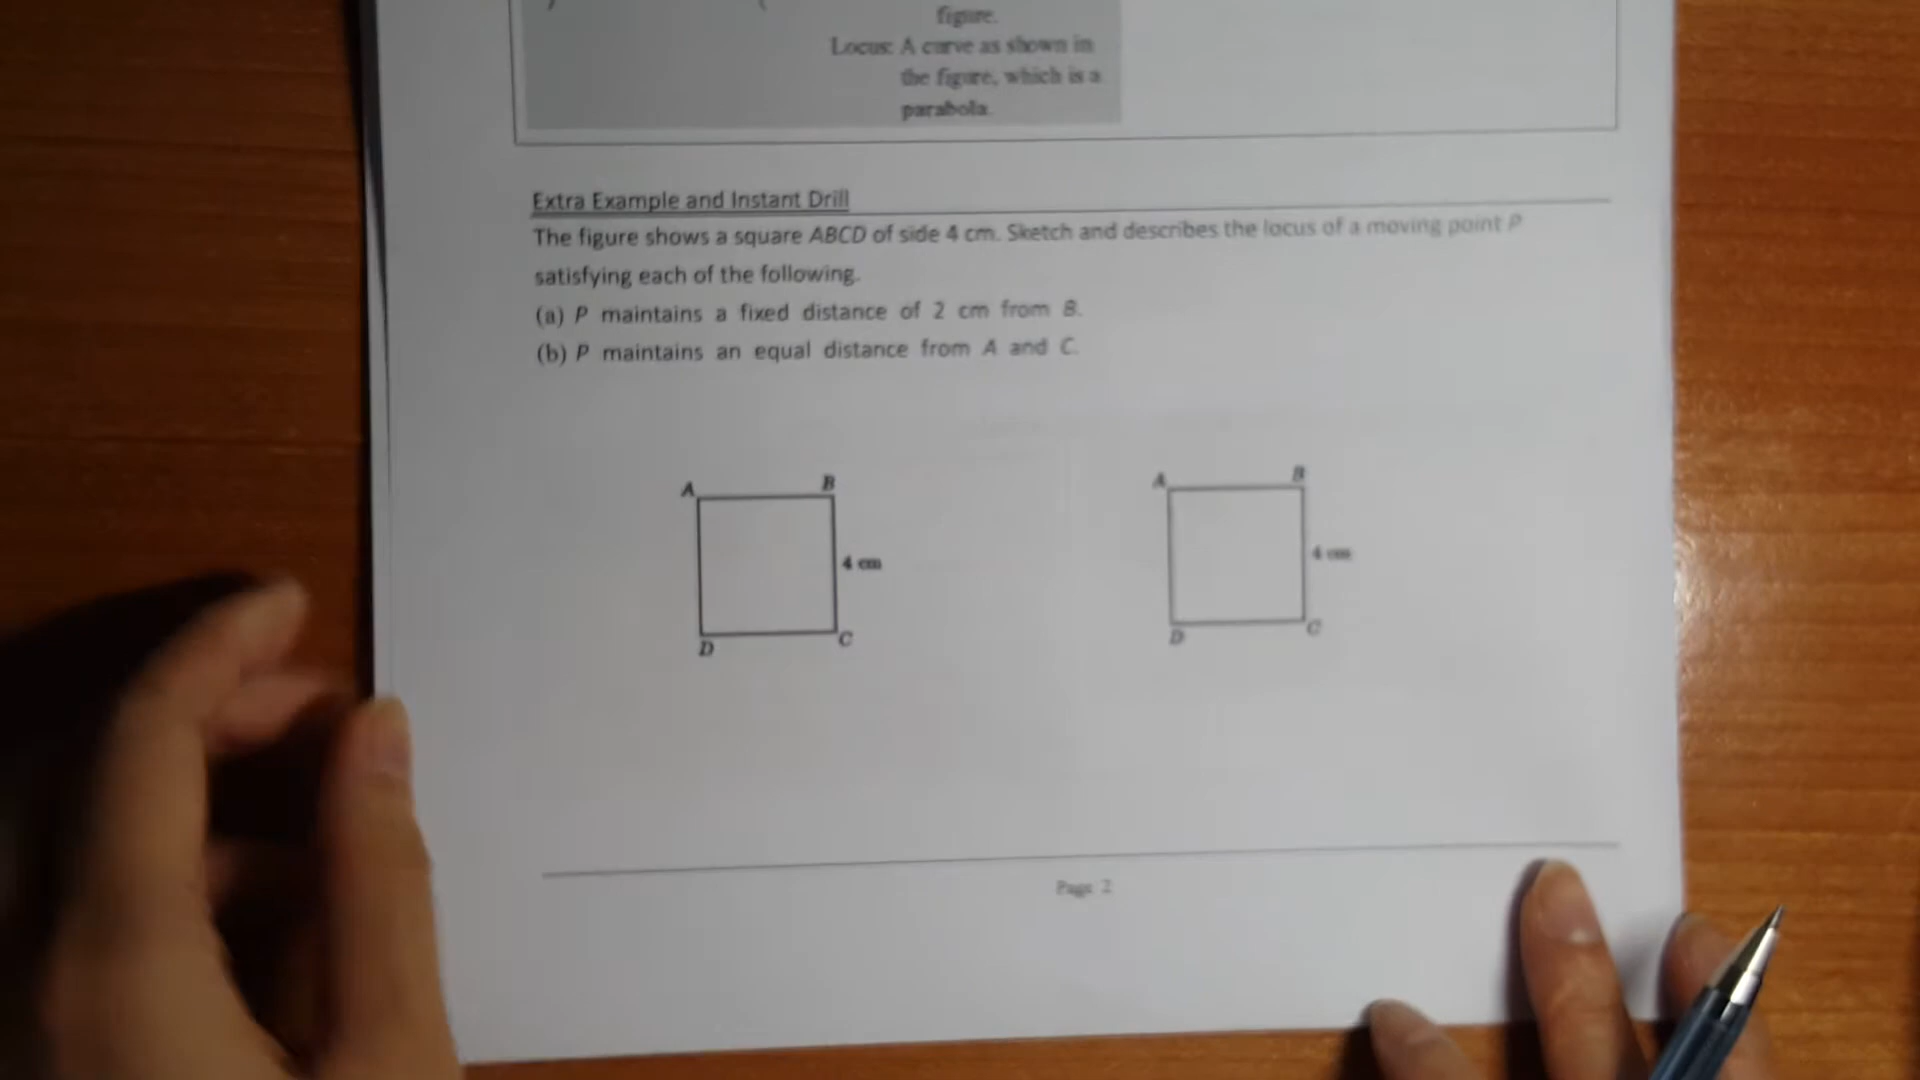 figure.
Locus: A curve as shown in
the figure, which is a
parabola.
Extra Example and Instant Drill
The figure shows a square ABCD of side 4 cm. Sketch and describes the locus of a moving point P
satisfying each of the following.
(a) P maintains a fixed distance of 2 cm from B.
(b) P maintains an equal distance from A and C.
A B
4 cm
D C
A B
4 cm
D C
Page 2